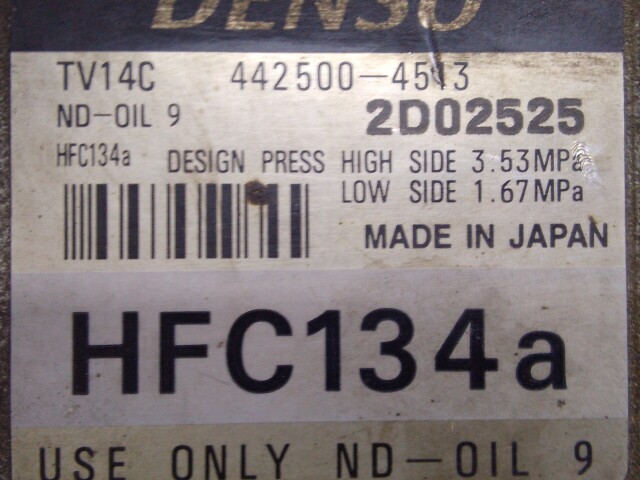 DENSO
TV14C 442500-4513
ND-OIL 9 2D02525
HFC134a DESIGN PRESS HIGH SIDE 3.53MPa
LOW SIDE 1.67MPa
MADE IN JAPAN
HFC134a
USE ONLY ND-OIL 9